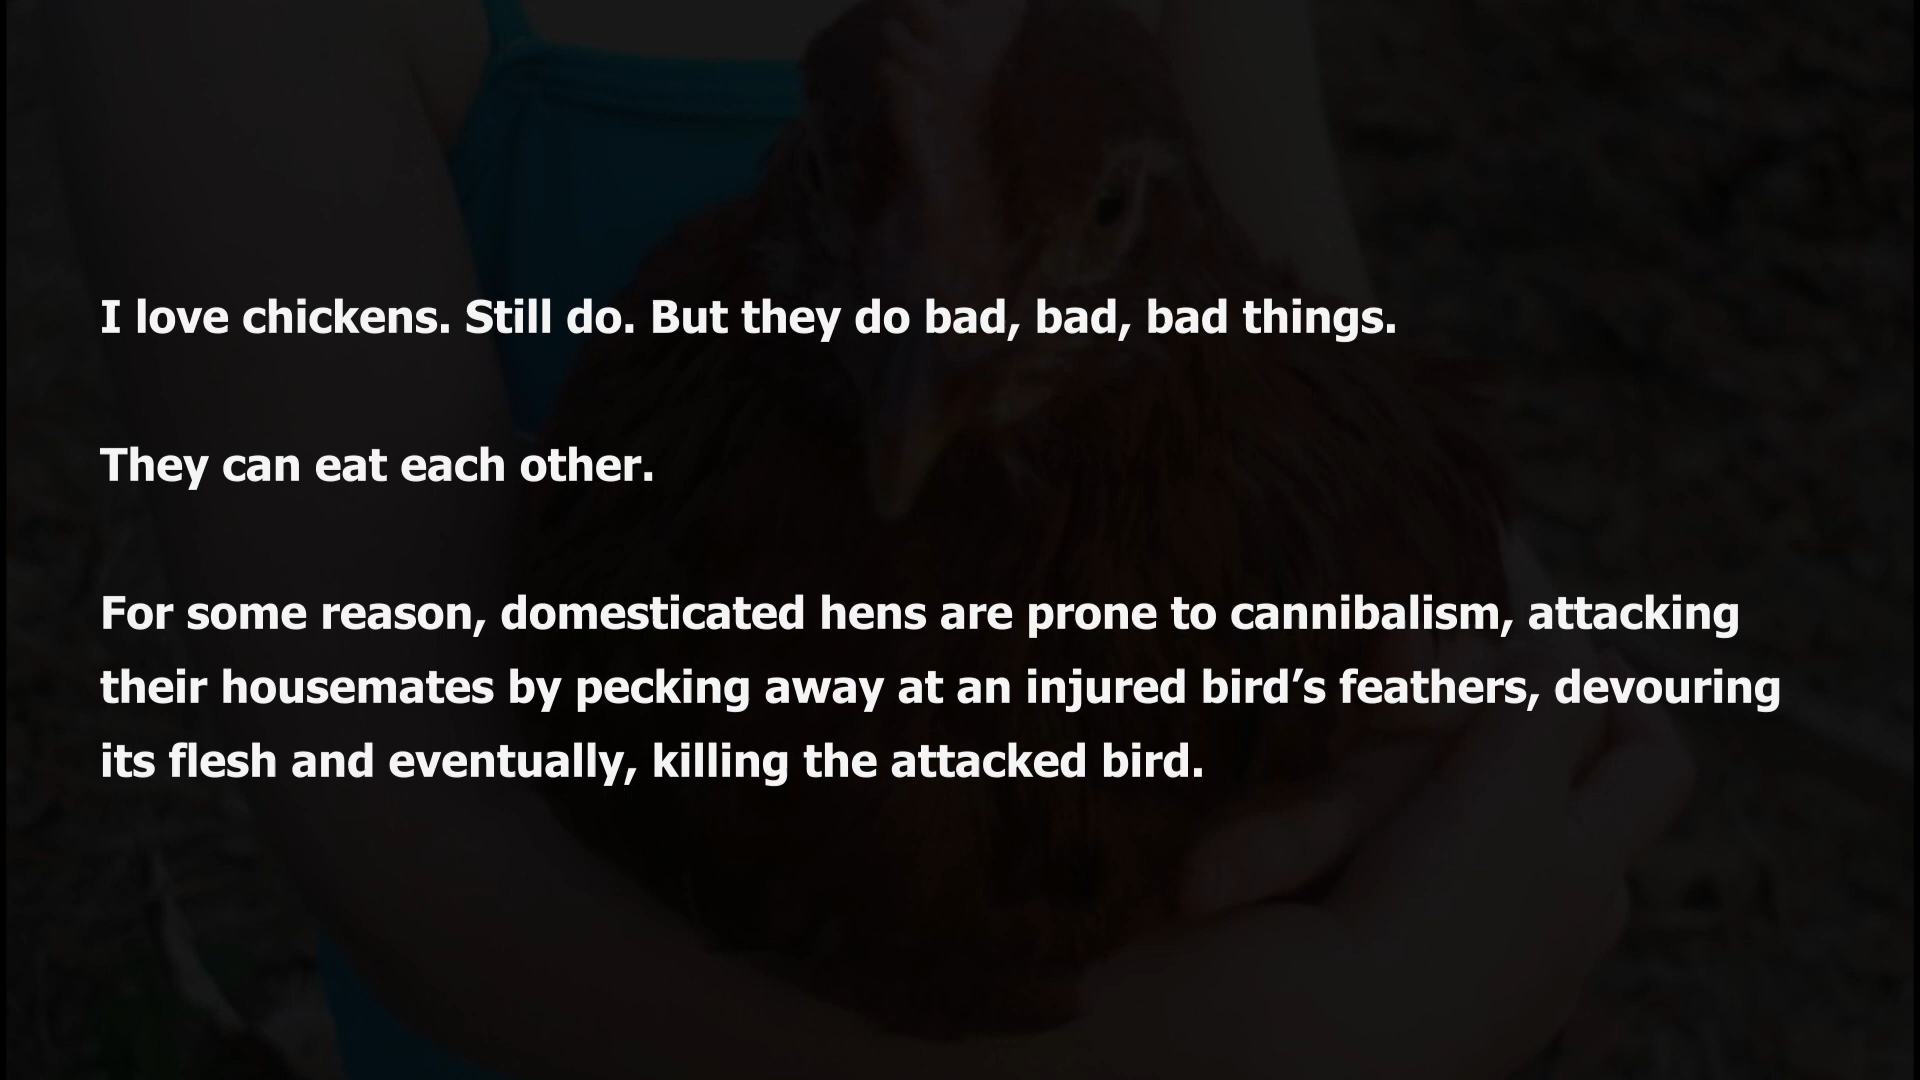 I love chickens. Still do. But they do bad, bad, bad things.
They can eat each other.
For some reason, domesticated hens are prone to cannibalism, attacking
their housemates by pecking away at an injured bird’s feathers, devouring
its flesh and eventually, killing the attacked bird.